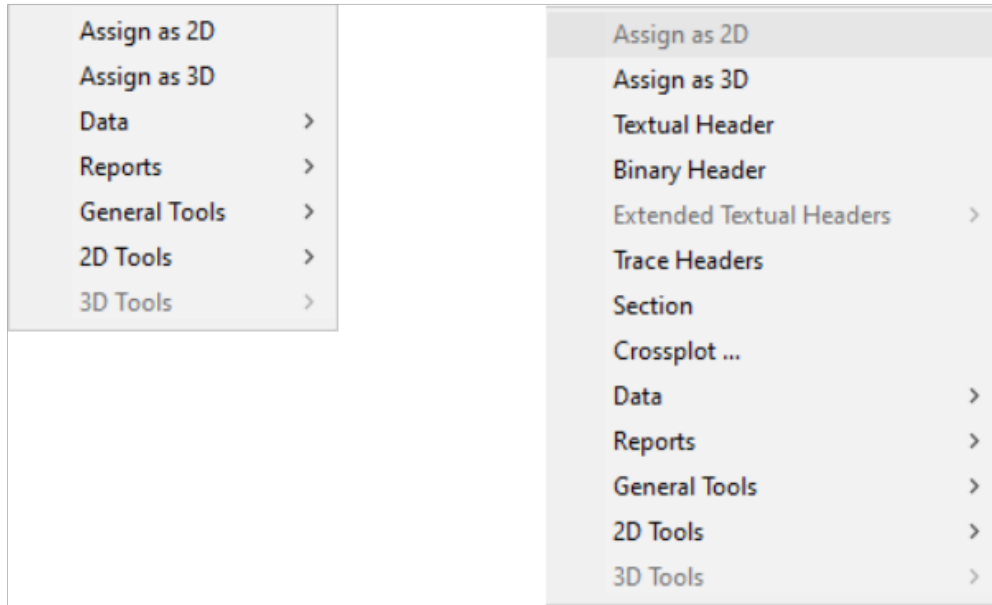 Assign as 2D
Assign as 3D
Data
Reports
General Tools
2D Tools
3D Tools
Assign as 2D
Assign as 3D
Textual Header
Binary Header
Extended Textual Headers
Trace Headers
Section
Crossplot ...
Data
Reports
General Tools
2D Tools
3D Tools